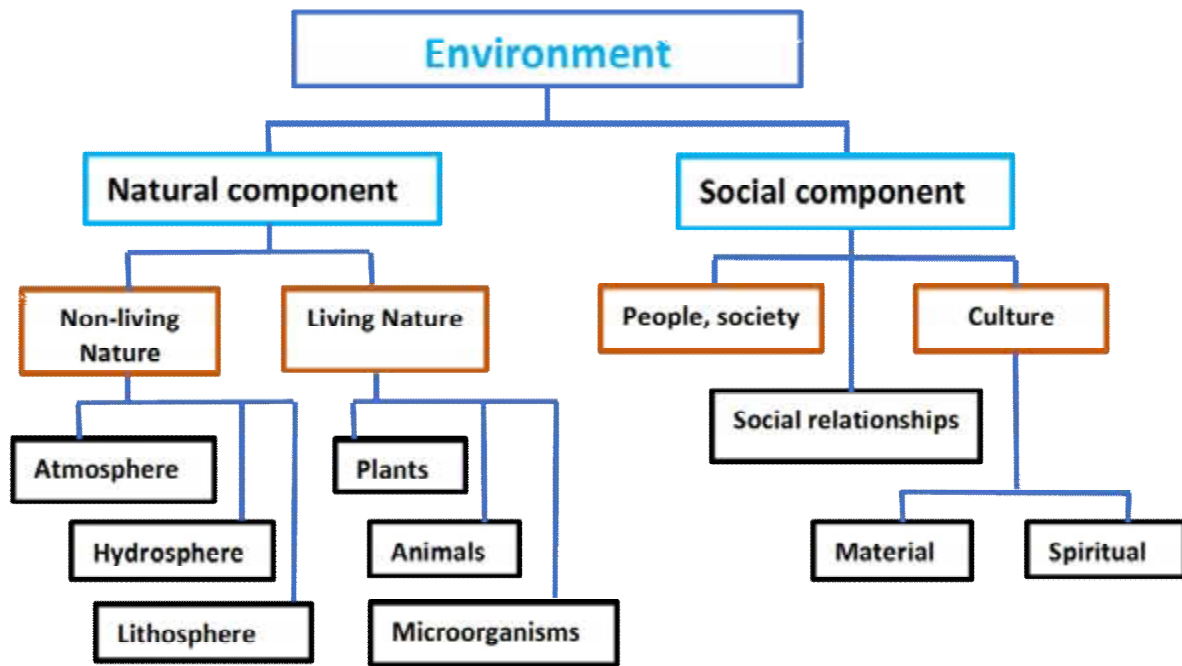 Environment
Natural component
Social component
Non-living
Nature
Living Nature
People, society
Culture
Social relationships
Atmosphere
Plants
Hydrosphere
Animals
Material
Spiritual
Lithosphere
Microorganisms